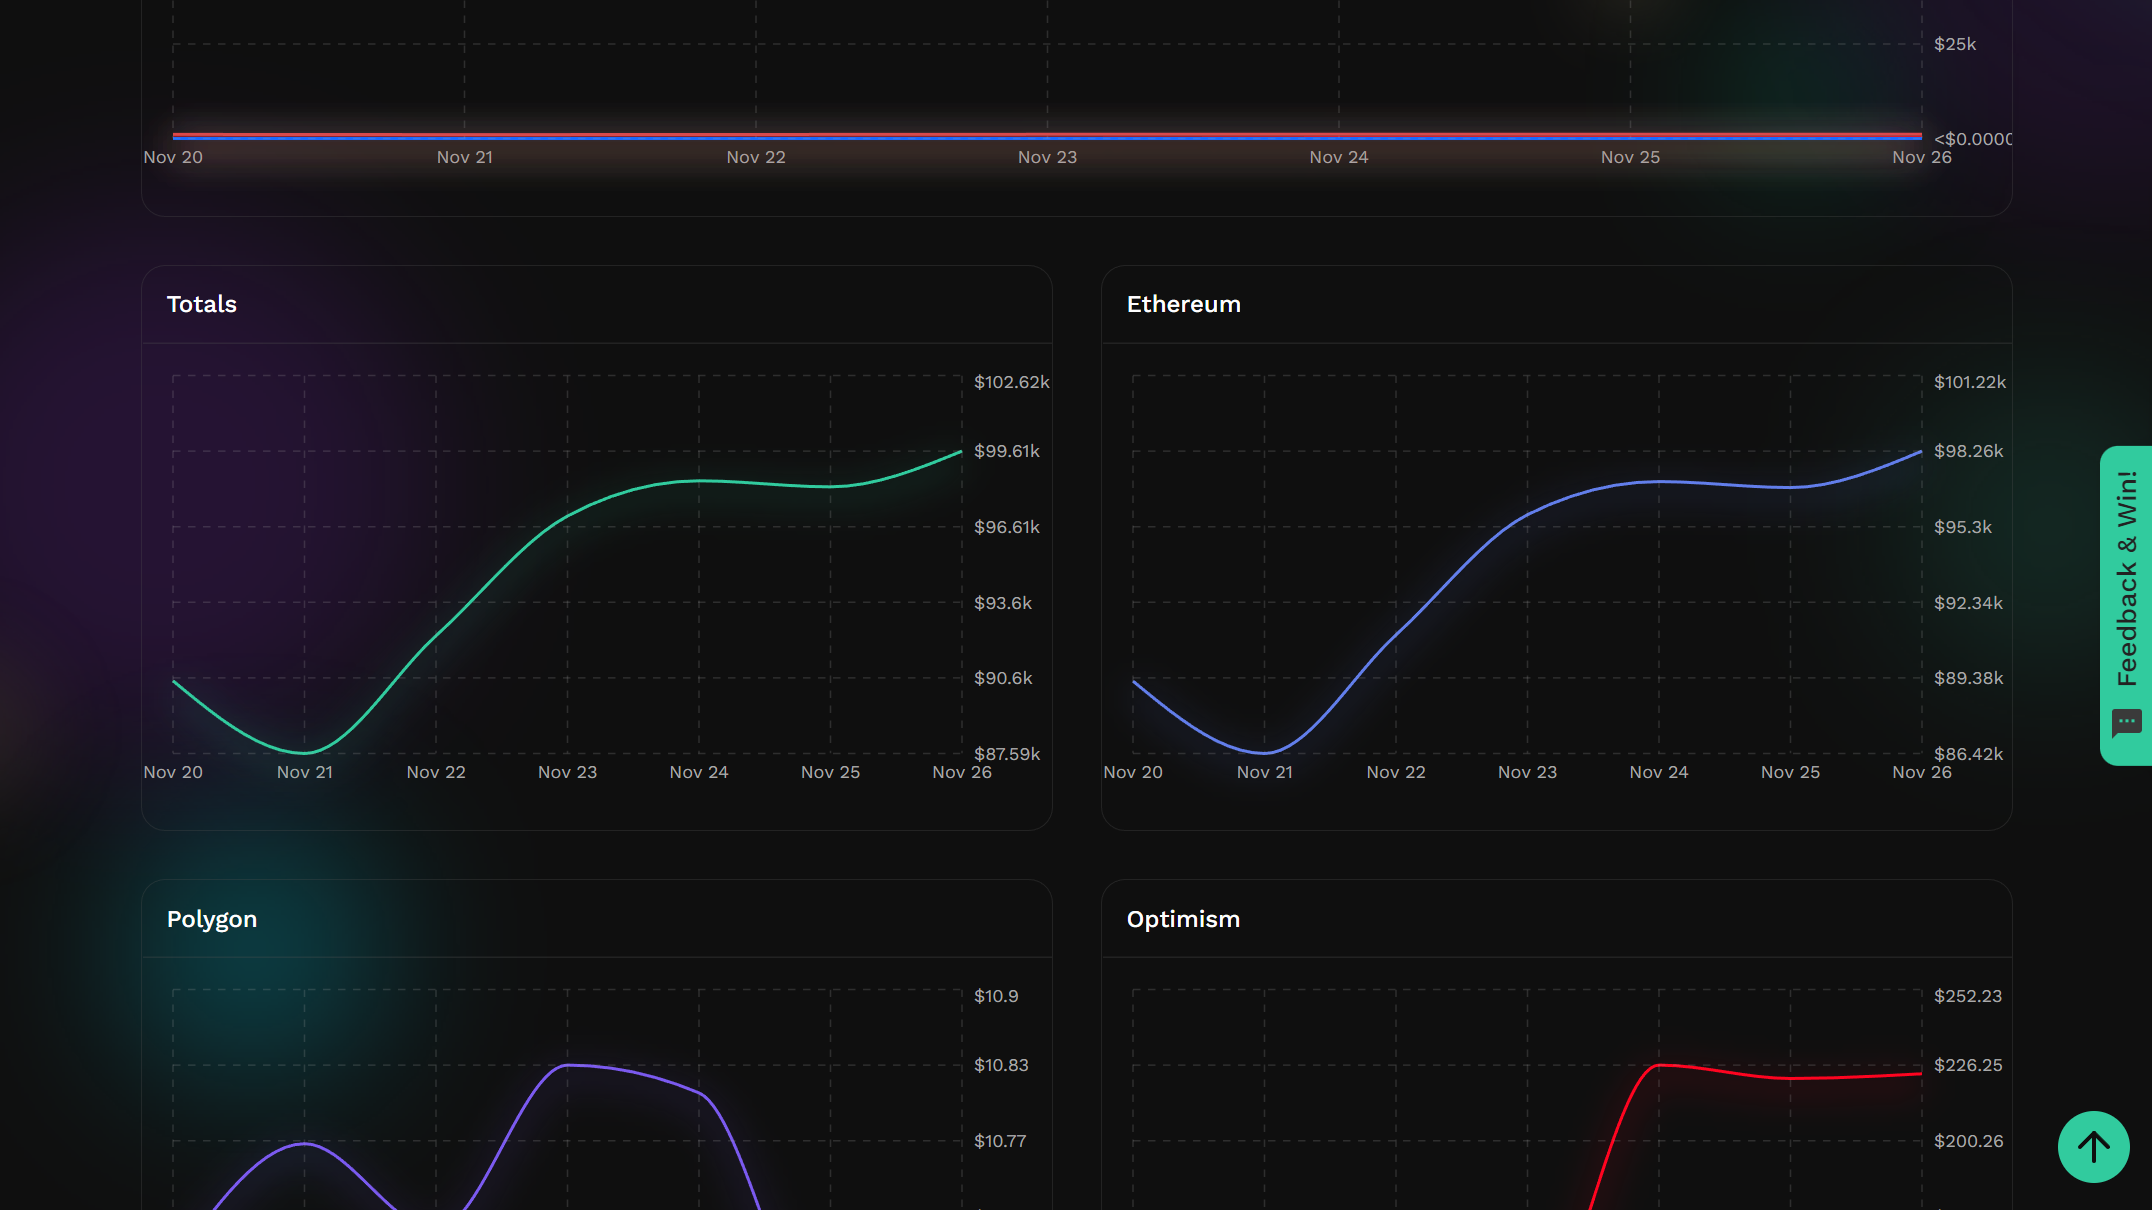 $25k
<$0.0000
Nov 20 Nov 21 Nov 22 Nov 23 Nov 24 Nov 25 Nov 26
Totals
$102.62k
$99.61k
$96.61k
$93.6k
$90.6k
$87.59k
Nov 20 Nov 21 Nov 22 Nov 23 Nov 24 Nov 25 Nov 26
Ethereum
$101.22k
$98.26k
$95.3k
$92.34k
$89.38k
$86.42k
Nov 20 Nov 21 Nov 22 Nov 23 Nov 24 Nov 25 Nov 26
Feedback & Win!
Polygon
$10.9
$10.83
$10.77
Optimism
$252.23
$226.25
$200.26